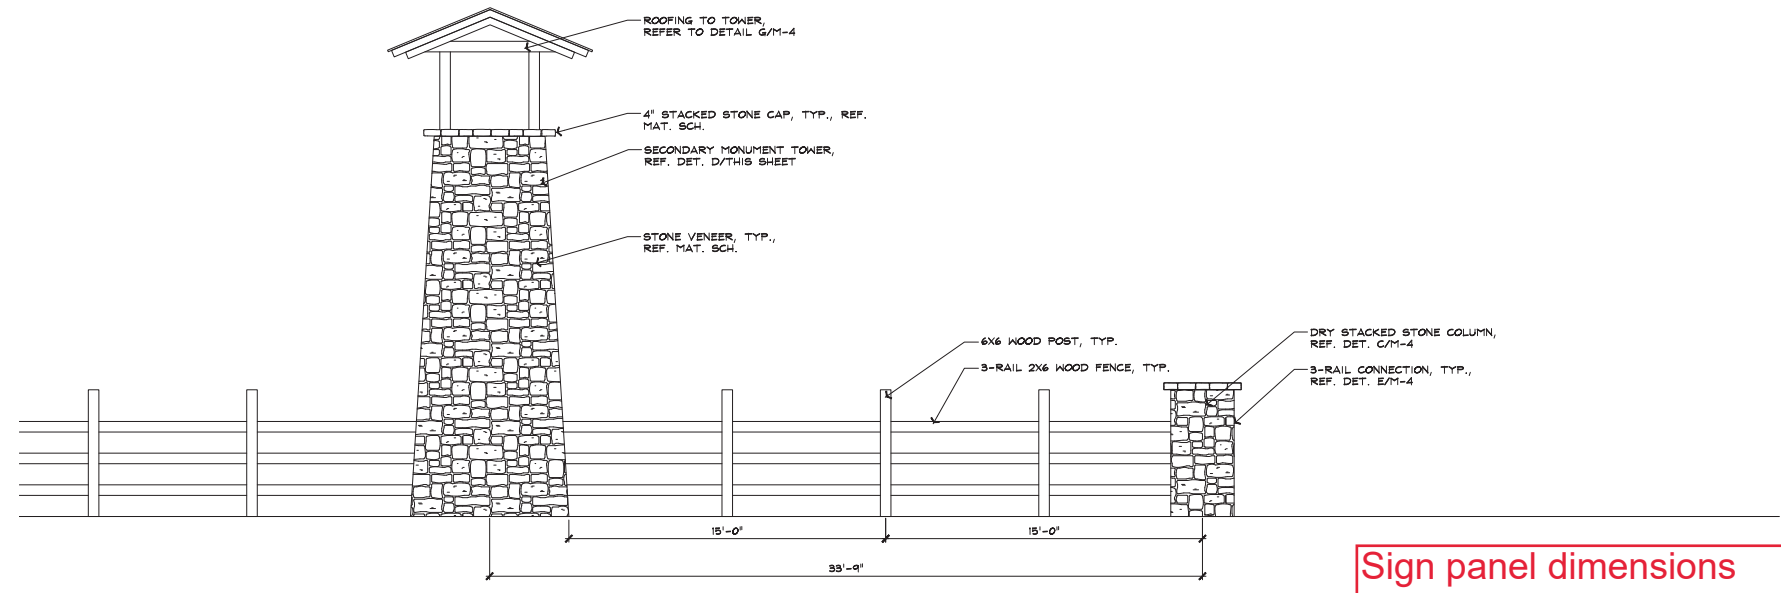 ROOFING TO TOWER,
REFER TO DETAIL G/M-4
4" STACKED STONE CAP, TYP., REF.
MAT. SCH.
SECONDARY MONUMENT TOWER,
REF. DET. D/THIS SHEET
STONE VENEER, TYP.,
REF. MAT. SCH.
6X6 WOOD POST, TYP.
3-RAIL 2X6 WOOD FENCE, TYP.
DRY STACKED STONE COLUMN,
REF. DET. C/M-4
3-RAIL CONNECTION, TYP.,
REF. DET. E/M-4
15'-0"
15'-0"
33'-9"
Sign panel dimensions